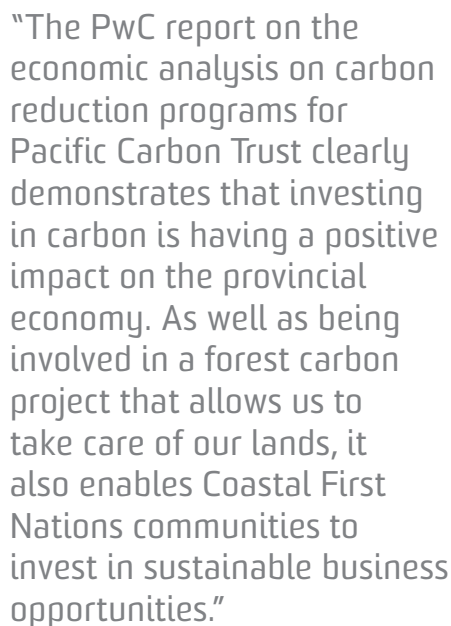 “The PwC report on the
economic analysis on carbon
reduction programs for
Pacific Carbon Trust clearly
demonstrates that investing
in carbon is having a positive
impact on the provincial
economy. As well as being
involved in a forest carbon
project that allows us to
take care of our lands, it
also enables Coastal First
Nations communities to
invest in sustainable business
opportunities.”